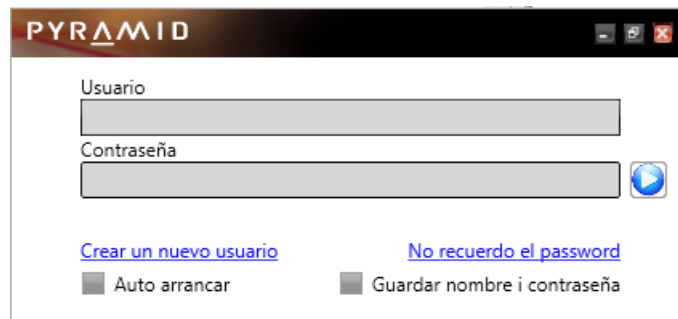 PYRAMID
Usuario
Contraseña
Crear un nuevo usuario No recuerdo el password
Auto arrancar Guardar nombre i contraseña